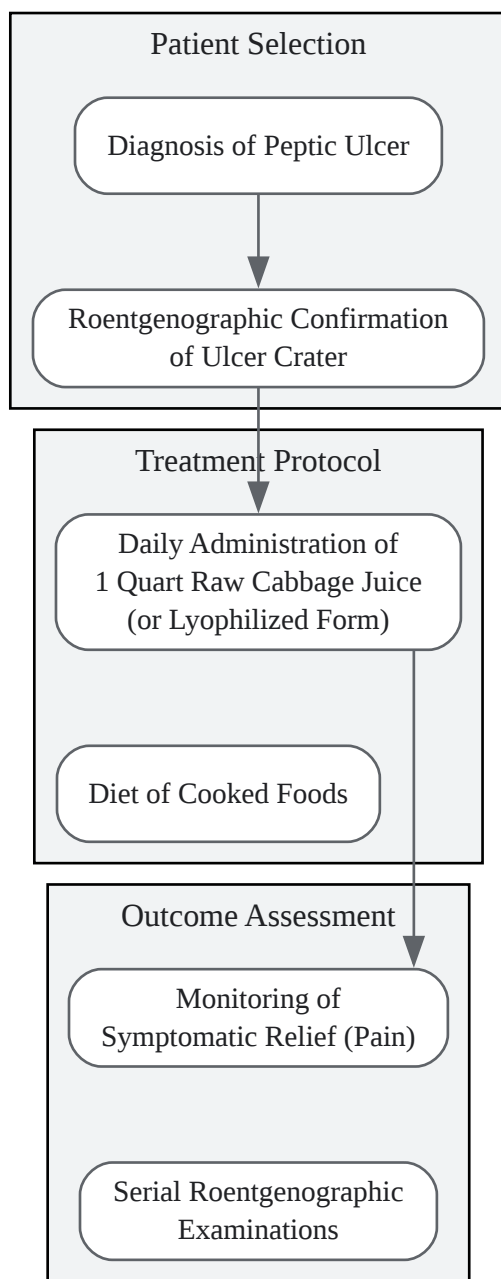 Patient Selection
Diagnosis of Peptic Ulcer
Roentgenographic Confirmation
of Ulcer Crater
Treatment Protocol
Daily Administration of
1 Quart Raw Cabbage Juice
(or Lyophilized Form)
Diet of Cooked Foods
Outcome Assessment
Monitoring of
Symptomatic Relief (Pain)
Serial Roentgenographic
Examinations